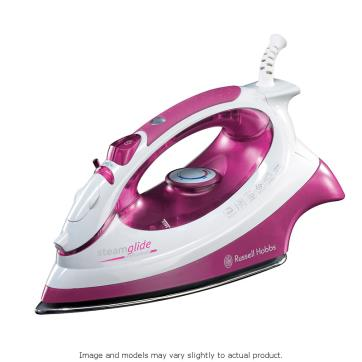 steamglide
Russell Hobbs
Image and models may vary slightly to actual product.